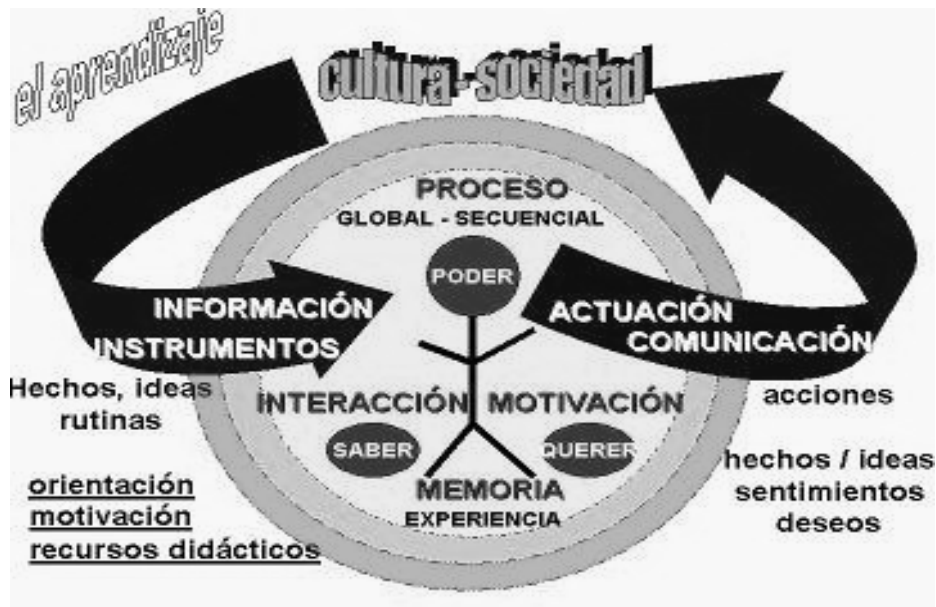 el aprendizaje
cultura - sociedad
PROCESO
GLOBAL - SECUENCIAL
PODER
INFORMACIÓN
INSTRUMENTOS
ACTUACIÓN
COMUNICACIÓN
Hechos, ideas
rutinas
acciones
INTERACCIÓN
MOTIVACIÓN
SABER
QUERER
MEMORIA
EXPERIENCIA
orientación
motivación
recursos didácticos
hechos / ideas
sentimientos
deseos